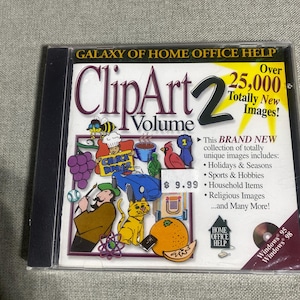 GALAXY OF HOME OFFICE HELP
ClipArt 2
Volume
Over
25,000
Totally New
Images!
This BRAND NEW
collection of totally
unique images includes:
• Holidays & Seasons
• Sports & Hobbies
• Household Items
• Religious Images
...and Many More!
$ 9.99
HOME
OFFICE
HELP
Windows 95
Windows 98